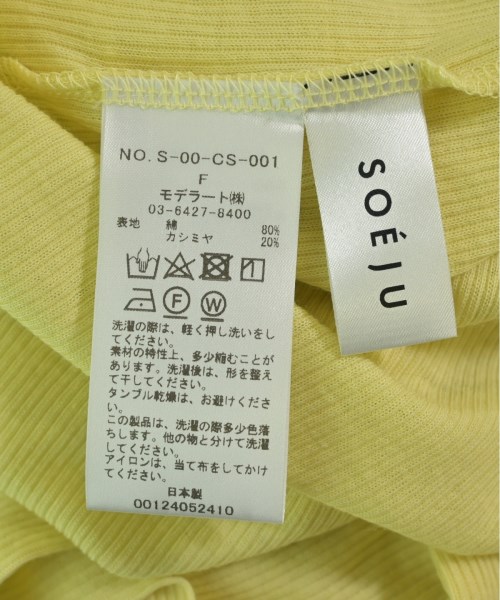 NO. S-00-CS-001
F
モデラート(株)
03-6427-8400
表地 綿 80%
カシミヤ 20%
F W
洗濯の際は、軽く押し洗いをし
てください。
素材の特性上、多少縮むことが
あります。洗濯後は、形を整え
て干してください。
タンブル乾燥は、お避けくださ
い。
この製品は、洗濯の際多少色落
ちします。他の物と分けて洗濯
してください。
アイロンは、当て布をしてかけ
てください。
日本製
00124052410
SOÉJU